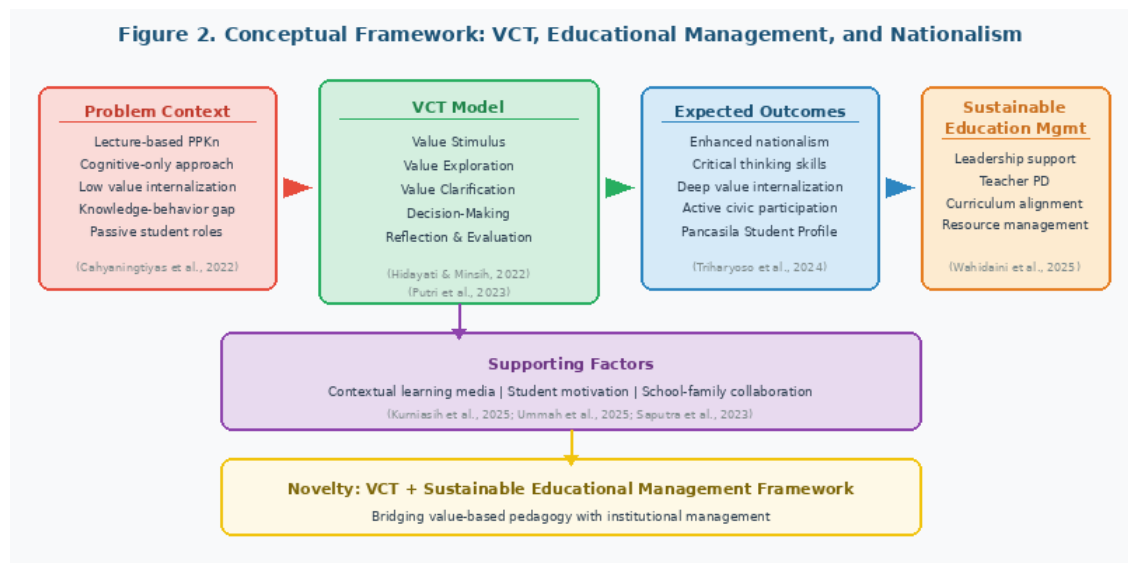 Figure 2. Conceptual Framework: VCT, Educational Management, and Nationalism
Problem Context
Lecture-based PPKn
Cognitive-only approach
Low value internalization
Knowledge-behavior gap
Passive student roles
(Cahyaningtiyas et al., 2022)
VCT Model
Value Stimulus
Value Exploration
Value Clarification
Decision-Making
Reflection & Evaluation
(Hidayati & Minsih, 2022)
(Putri et al., 2023)
Expected Outcomes
Enhanced nationalism
Critical thinking skills
Deep value internalization
Active civic participation
Pancasila Student Profile
(Triharyoso et al., 2024)
Sustainable
Education Mgmt
Leadership support
Teacher PD
Curriculum alignment
Resource management
(Wahidaini et al., 2025)
Supporting Factors
Contextual learning media | Student motivation | School-family collaboration
(Kurniasih et al., 2025; Ummah et al., 2025; Saputra et al., 2023)
Novelty: VCT + Sustainable Educational Management Framework
Bridging value-based pedagogy with institutional management